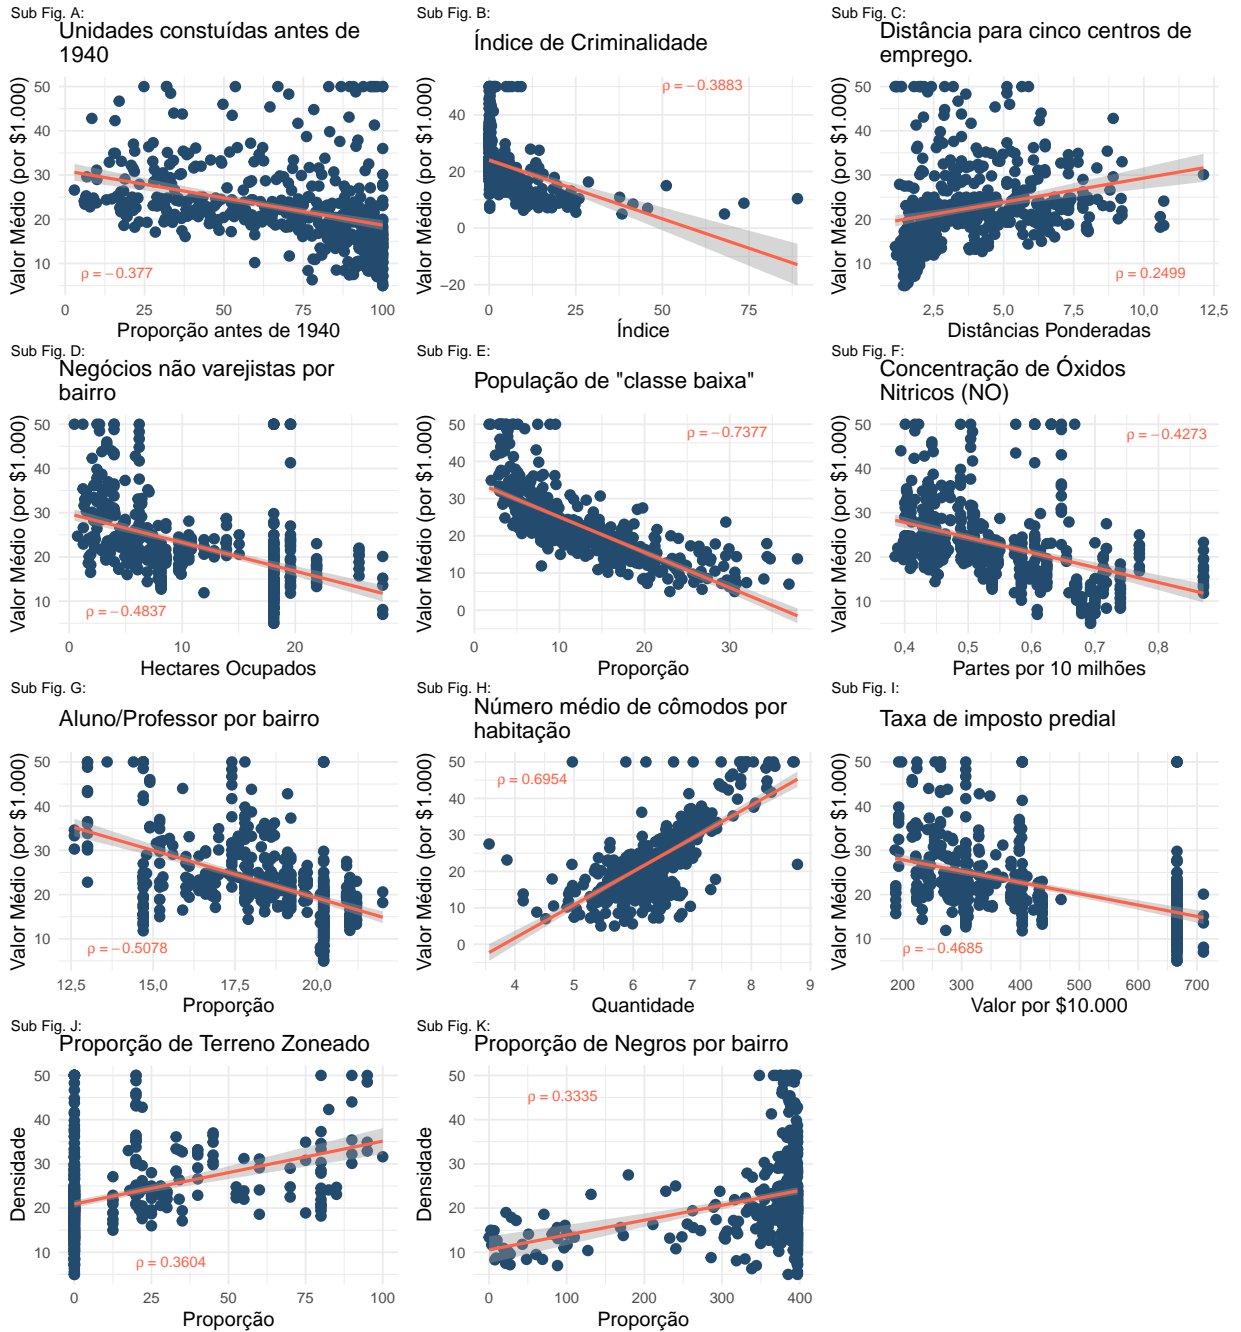 Sub Fig. A:
Unidades constuídas antes de
1940
Valor Médio (por $1.000)
50
40
30
20
10
ρ = −0.377
0 25 50 75 100
Proporção antes de 1940
Sub Fig. B:
Índice de Criminalidade
Valor Médio (por $1.000)
ρ = −0.3883
40
20
0
−20
0 25 50 75
Índice
Sub Fig. C:
Distância para cinco centros de
emprego.
Valor Médio (por $1.000)
50
40
30
20
10
ρ = 0.2499
2,5 5,0 7,5 10,0 12,5
Distâncias Ponderadas
Sub Fig. D:
Negócios não varejistas por
bairro
Valor Médio (por $1.000)
50
40
30
20
10
ρ = −0.4837
0 10 20
Hectares Ocupados
Sub Fig. E:
População de "classe baixa"
Valor Médio (por $1.000)
ρ = −0.7377
50
40
30
20
10
0
0 10 20 30
Proporção
Sub Fig. F:
Concentração de Óxidos
Nitricos (NO)
Valor Médio (por $1.000)
ρ = −0.4273
50
40
30
20
10
0,4 0,5 0,6 0,7 0,8
Partes por 10 milhões
Sub Fig. G:
Aluno/Professor por bairro
Valor Médio (por $1.000)
50
40
30
20
10
ρ = −0.5078
12,5 15,0 17,5 20,0
Proporção
Sub Fig. H:
Número médio de cômodos por
habitação
Valor Médio (por $1.000)
ρ = 0.6954
50
40
30
20
10
0
4 5 6 7 8 9
Quantidade
Sub Fig. I:
Taxa de imposto predial
Valor Médio (por $1.000)
50
40
30
20
10
ρ = −0.4685
200 300 400 500 600 700
Valor por $10.000
Sub Fig. J:
Proporção de Terreno Zoneado
Densidade
50
40
30
20
10
ρ = 0.3604
0 25 50 75 100
Proporção
Sub Fig. K:
Proporção de Negros por bairro
Densidade
ρ = 0.3335
50
40
30
20
10
0 100 200 300 400
Proporção